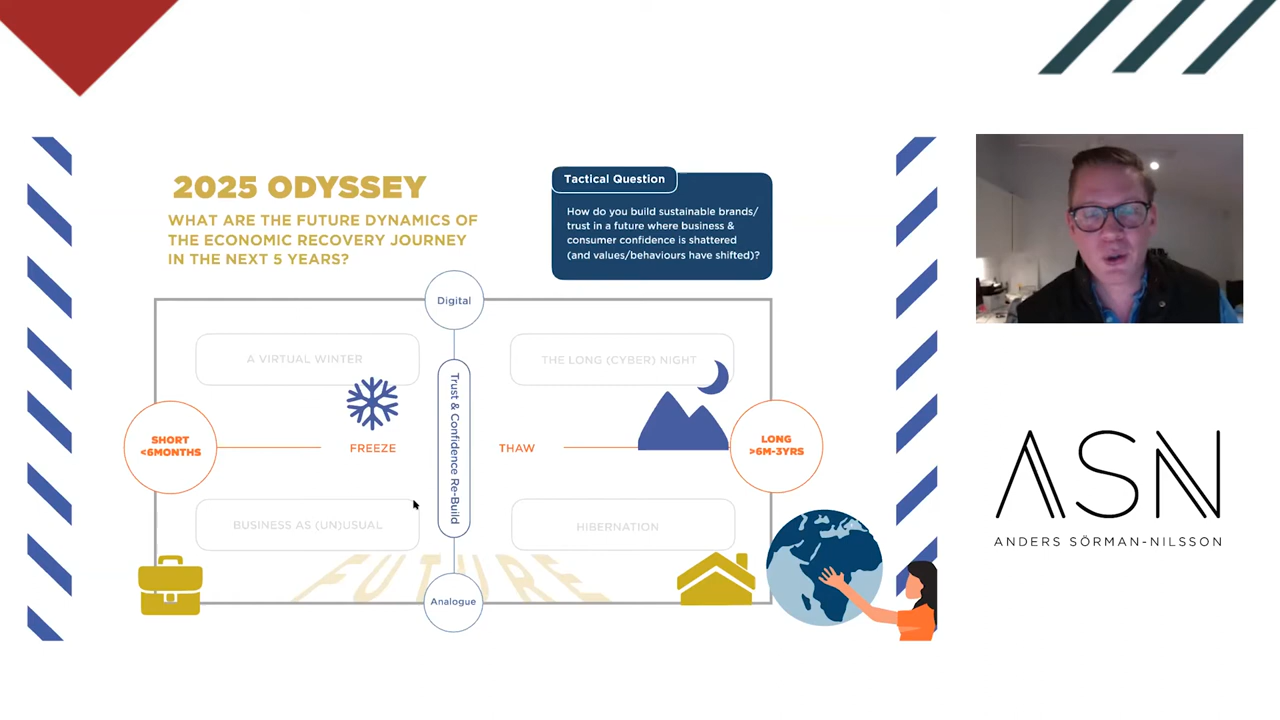 2025 ODYSSEY
WHAT ARE THE FUTURE DYNAMICS OF
THE ECONOMIC RECOVERY JOURNEY
IN THE NEXT 5 YEARS?
Tactical Question
How do you build sustainable brands/
trust in a future where business &
consumer confidence is shattered
(and values/behaviours have shifted)?
Digital
A VIRTUAL WINTER
THE LONG (CYBER) NIGHT
Trust & Confidence Re-Build
SHORT
<6MONTHS
FREEZE
THAW
LONG
>6M-3YRS
BUSINESS AS (UN)USUAL
HIBERNATION
FUTURE
Analogue
ASN
ANDERS SÖRMAN-NILSSON